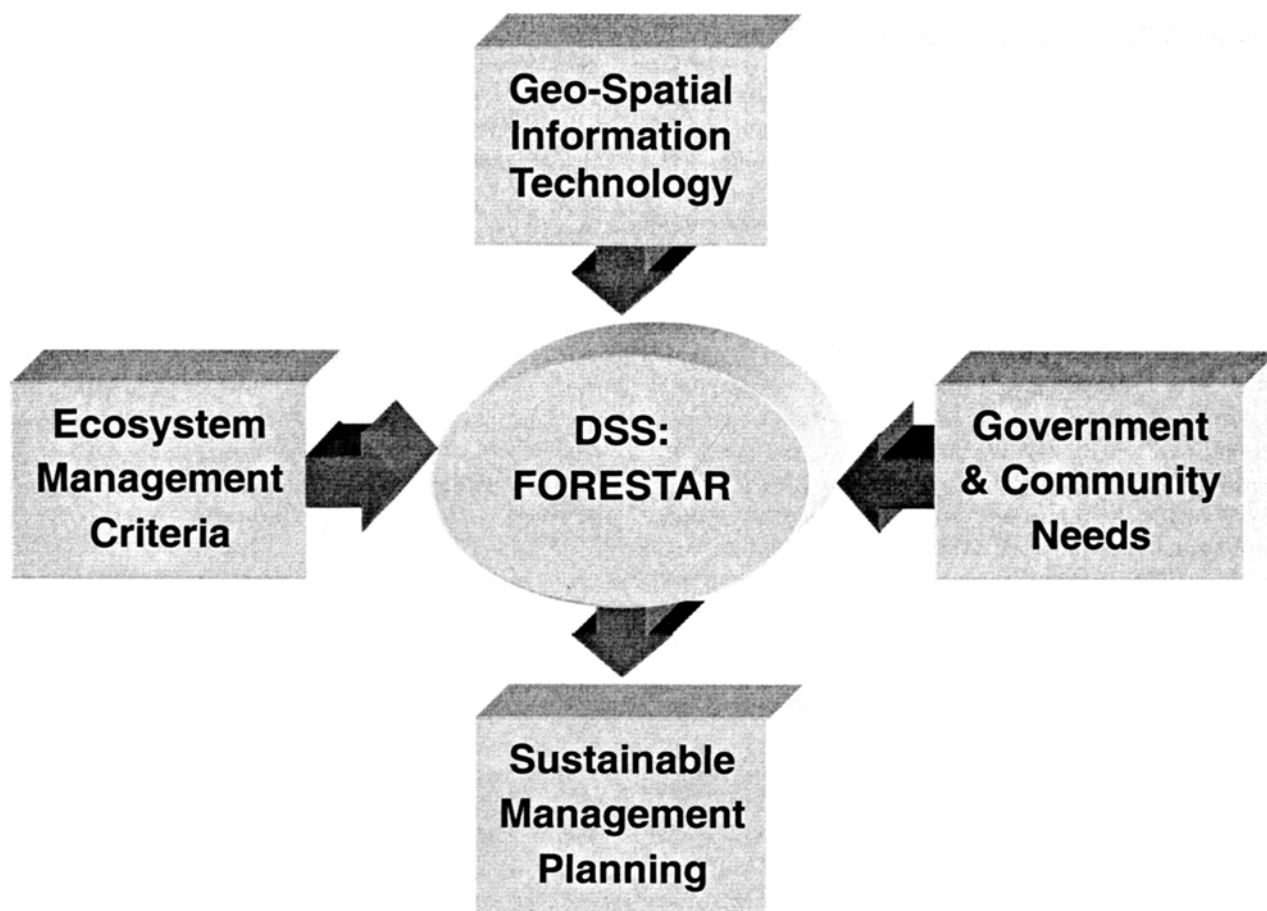 Geo-Spatial
Information
Technology
Ecosystem
Management
Criteria
DSS:
FORESTAR
Government
& Community
Needs
Sustainable
Management
Planning